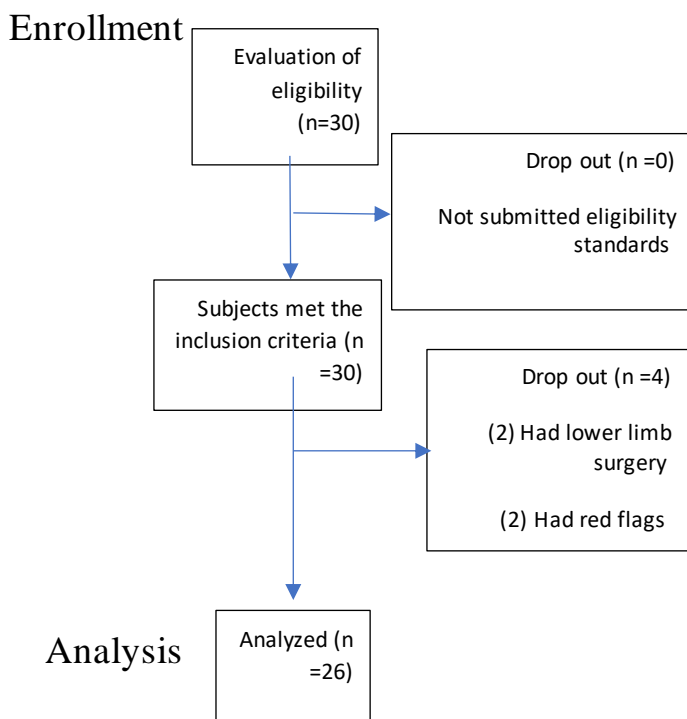 Enrollment
Evaluation of
eligibility
(n=30)
Drop out (n =0)
Not submitted eligibility
standards
Subjects met the
inclusion criteria (n
=30)
Drop out (n =4)
(2) Had lower limb
surgery
(2) Had red flags
Analysis
Analyzed (n
=26)